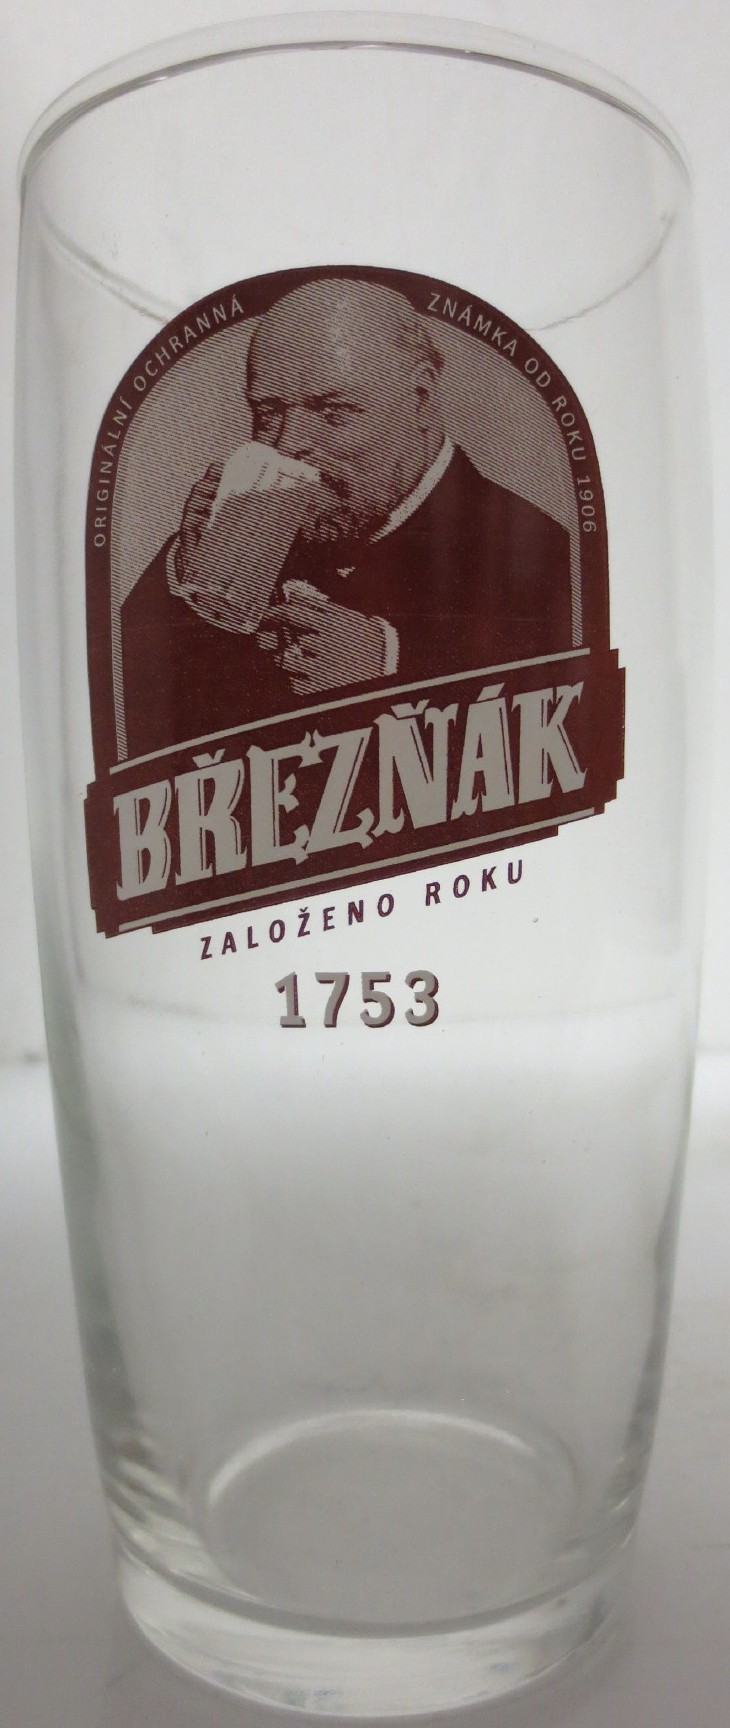 ORIGINÁLNÍ OCHRANNÁ
ZNÁMKA OD ROKU 1906
BŘEZŇÁK
ZALOŽENO ROKU
1753